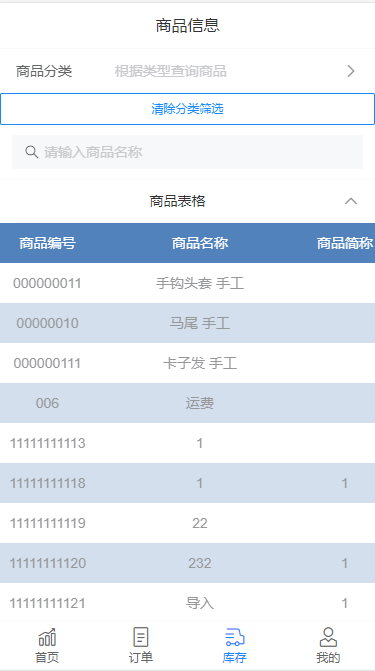 商品信息
商品分类 根据类型查询商品
清除分类筛选
请输入商品名称
商品表格
商品编号 商品名称 商品简称
000000011 手钩头套 手工
00000010 马尾 手工
000000111 卡子发 手工
006 运费
11111111113 1
11111111118 1 1
11111111119 22
11111111120 232 1
11111111121 导入 1
首页 订单 库存 我的